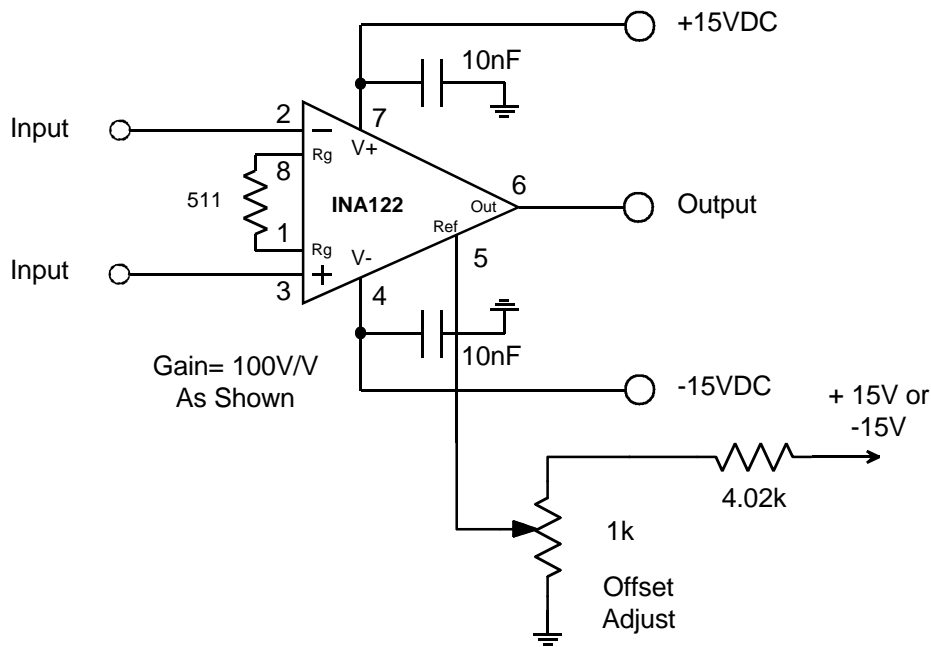 +15VDC
10nF
2
7
Input
−
V+
Rg
8
6
511
INA122
Out
Output
Ref
1
Rg
V-
5
Input
+
3
4
10nF
Gain= 100V/V
As Shown
-15VDC
+ 15V or
-15V
4.02k
1k
Offset
Adjust